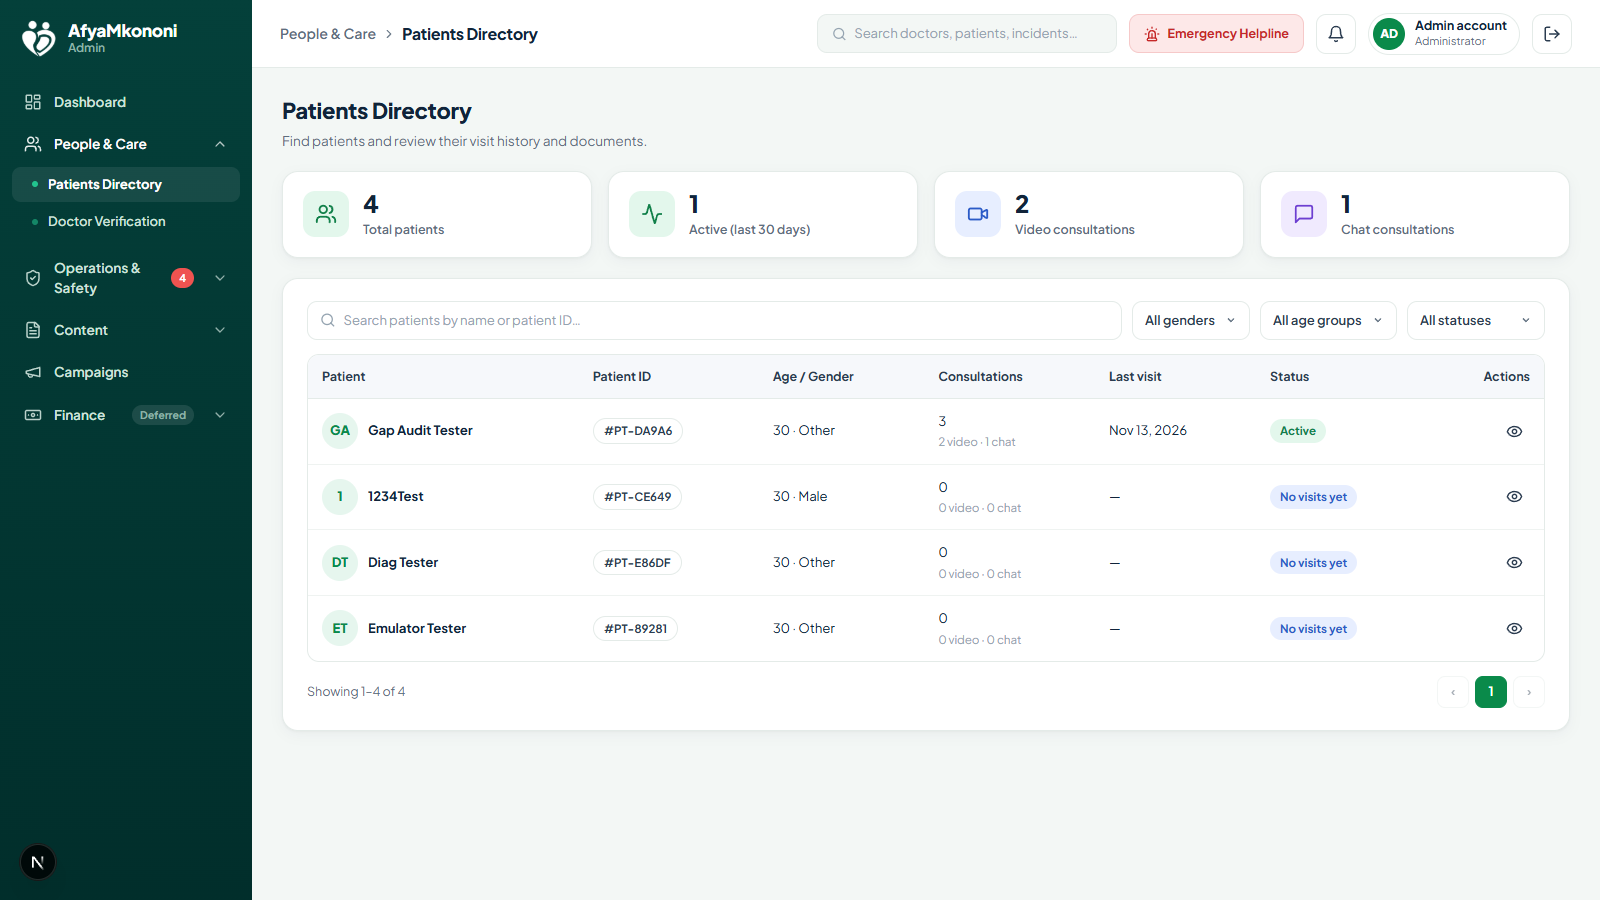 AfyaMkononi
Admin
Dashboard
People & Care
Patients Directory
Doctor Verification
Operations & Safety
4
Content
Campaigns
Finance
Deferred
People & Care › Patients Directory
Search doctors, patients, incidents...
Emergency Helpline
AD
Admin account
Administrator
Patients Directory
Find patients and review their visit history and documents.
4
Total patients
1
Active (last 30 days)
2
Video consultations
1
Chat consultations
Search patients by name or patient ID...
All genders
All age groups
All statuses
Patient Patient ID Age / Gender Consultations Last visit Status Actions
GA Gap Audit Tester #PT-DA9A6 30 · Other 3 Nov 13, 2026 Active
2 video · 1 chat
1 1234Test #PT-CE649 30 · Male 0 — No visits yet
0 video · 0 chat
DT Diag Tester #PT-E86DF 30 · Other 0 — No visits yet
0 video · 0 chat
ET Emulator Tester #PT-89281 30 · Other 0 — No visits yet
0 video · 0 chat
Showing 1–4 of 4
‹ 1 ›
N